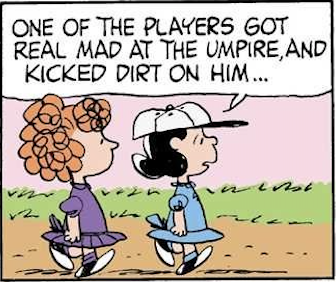 ONE OF THE PLAYERS GOT
REAL MAD AT THE UMPIRE, AND
KICKED DIRT ON HIM...